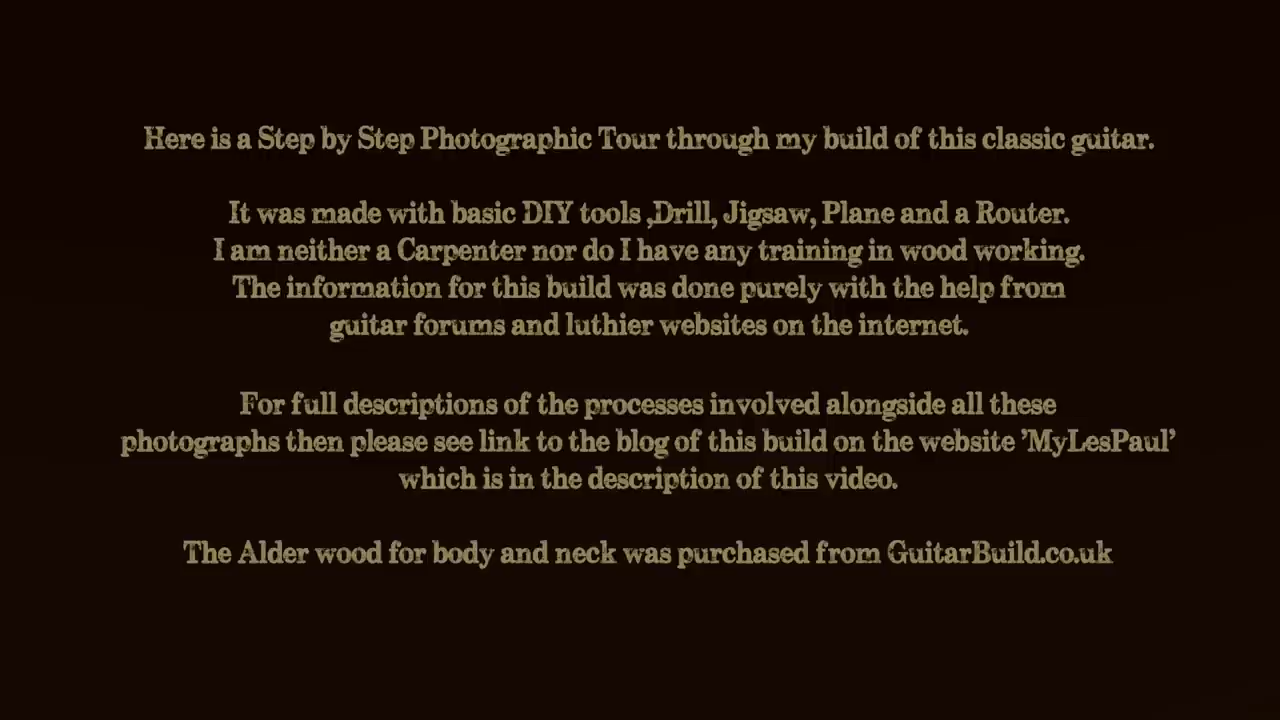 Here is a Step by Step Photographic Tour through my build of this classic guitar.
It was made with basic DIY tools ,Drill, Jigsaw, Plane and a Router.
I am neither a Carpenter nor do I have any training in wood working.
The information for this build was done purely with the help from
guitar forums and luthier websites on the internet.
For full descriptions of the processes involved alongside all these
photographs then please see link to the blog of this build on the website 'MyLesPaul'
which is in the description of this video.
The Alder wood for body and neck was purchased from GuitarBuild.co.uk